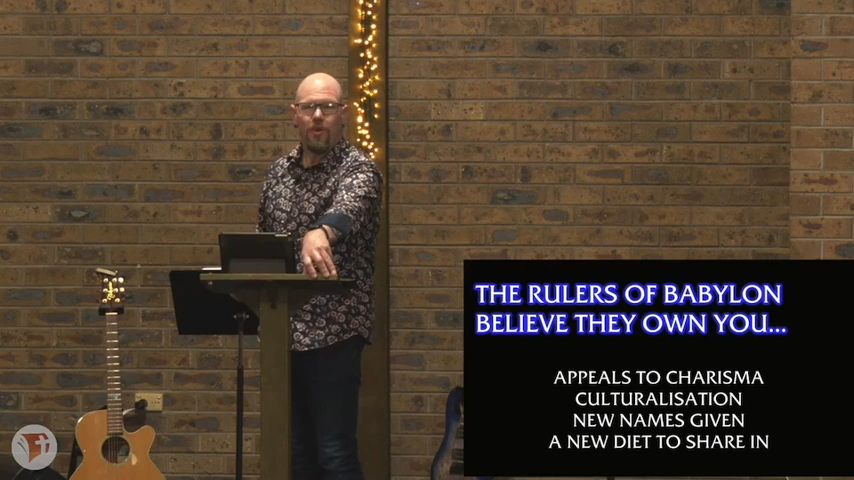 THE RULERS OF BABYLON
BELIEVE THEY OWN YOU...
APPEALS TO CHARISMA
CULTURALISATION
NEW NAMES GIVEN
A NEW DIET TO SHARE IN